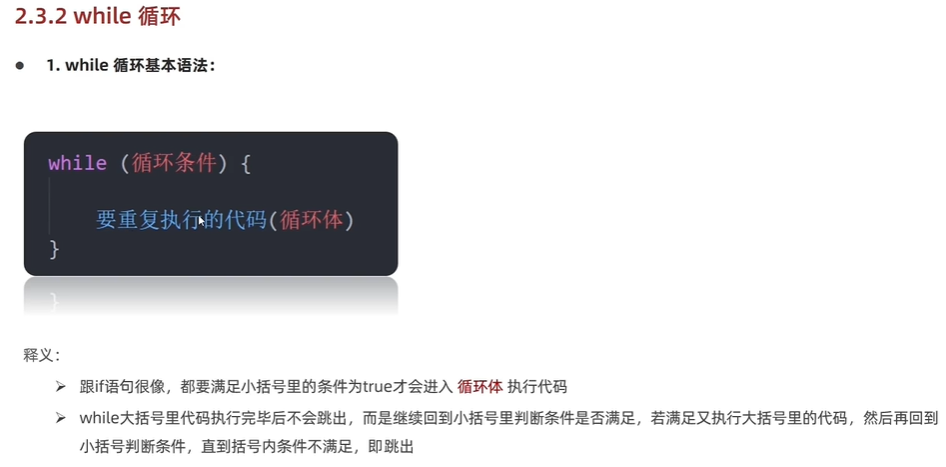 2.3.2 while 循环
● 1. while 循环基本语法：
while (循环条件) {
要重复执行的代码(循环体)
}
}
释义：
➢ 跟if语句很像，都要满足小括号里的条件为true才会进入 循环体 执行代码
➢ while大括号里代码执行完毕后不会跳出，而是继续回到小括号里判断条件是否满足，若满足又执行大括号里的代码，然后再回到
小括号判断条件，直到括号内条件不满足，即跳出